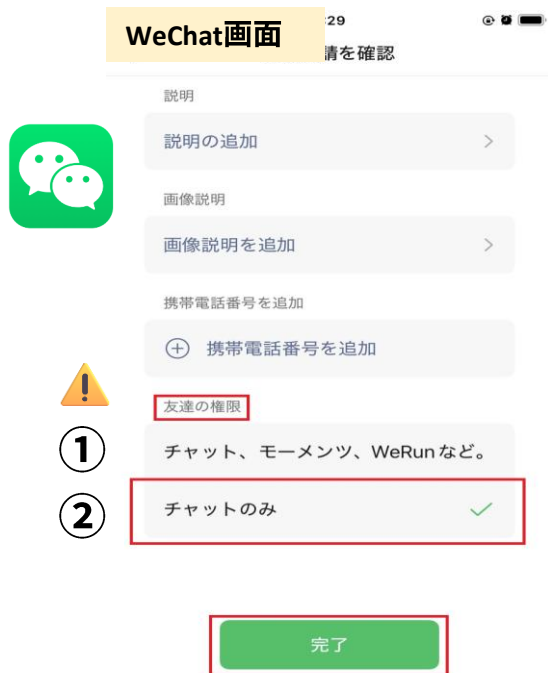 WeChat画面
:29
請を確認
説明
説明の追加
画像説明
画像説明を追加
携帯電話番号を追加
携帯電話番号を追加
友達の権限
① チャット、モーメンツ、WeRunなど。
② チャットのみ
完了